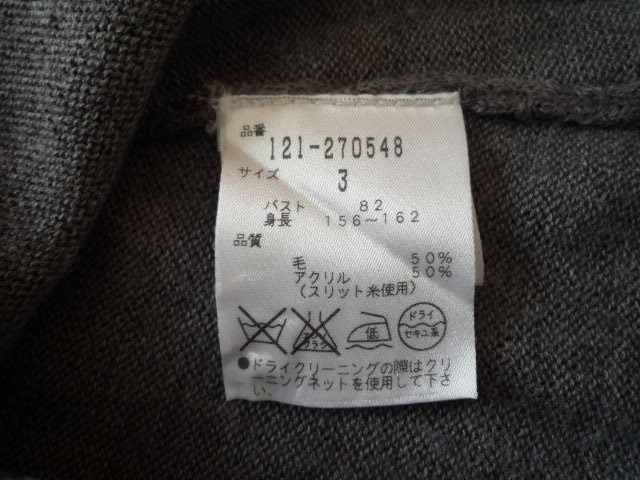 品番
121-270548
サイズ 3
バスト 82
身長 156〜162
品質
毛 50%
アクリル 50%
(スリット糸使用)
低
ドライ
セキユ系
●ドライクリーニングの際はクリ
ーニングネットを使用して下さ
い.